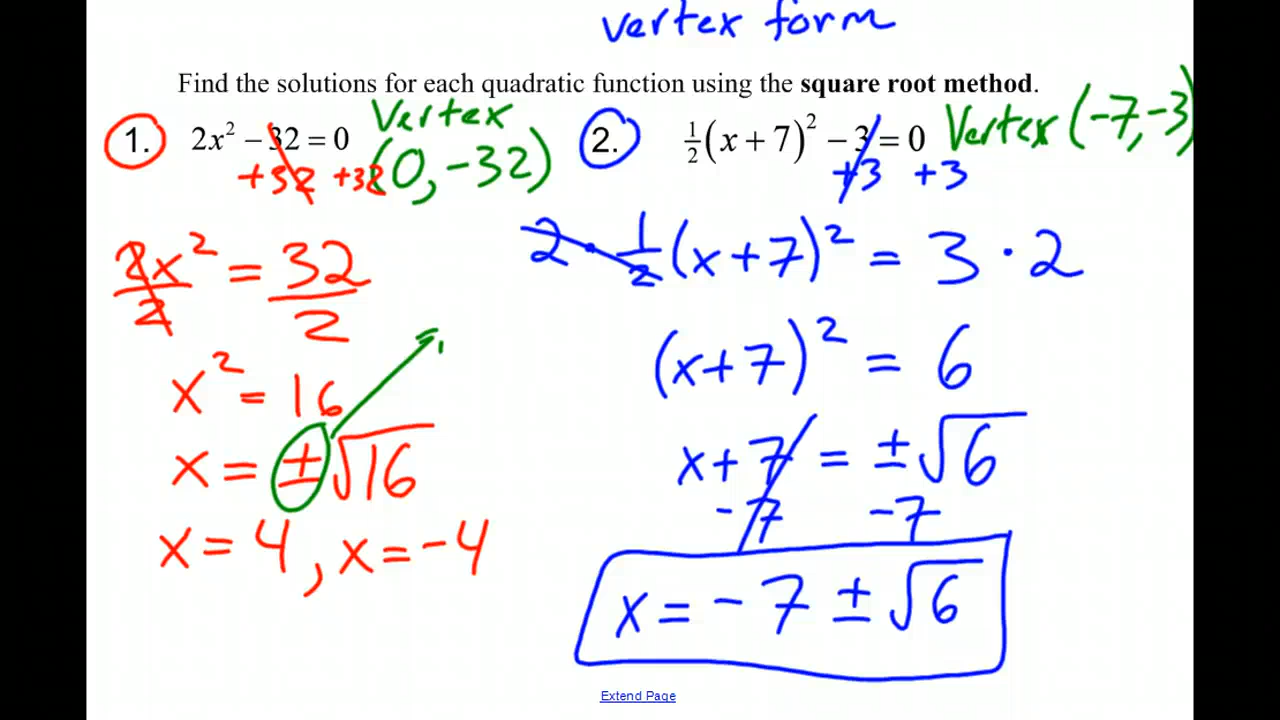 vertex form
Find the solutions for each quadratic function using the square root method.
1. 2x² − 32 = 0 Vertex
+32 +32 (0, −32)
2x² = 32
2 2
x² = 16
x = ±√16
x = 4, x = −4
2. ½(x + 7)² − 3 = 0 Vertex (−7, −3)
+3 +3
2 · ½(x + 7)² = 3 · 2
(x + 7)² = 6
x + 7 = ±√6
−7 −7
x = −7 ± √6
Extend Page